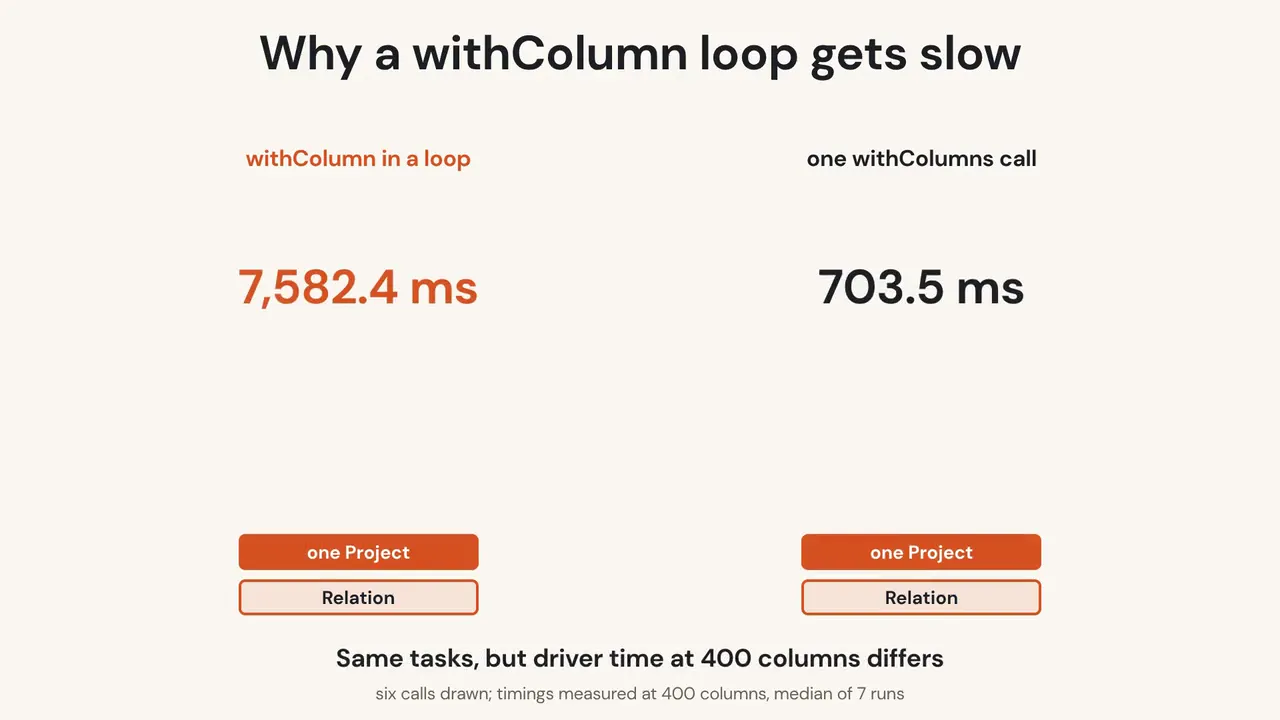 Why a withColumn loop gets slow
withColumn in a loop
one withColumns call
7,582.4 ms
703.5 ms
one Project
one Project
Relation
Relation
Same tasks, but driver time at 400 columns differs
six calls drawn; timings measured at 400 columns, median of 7 runs